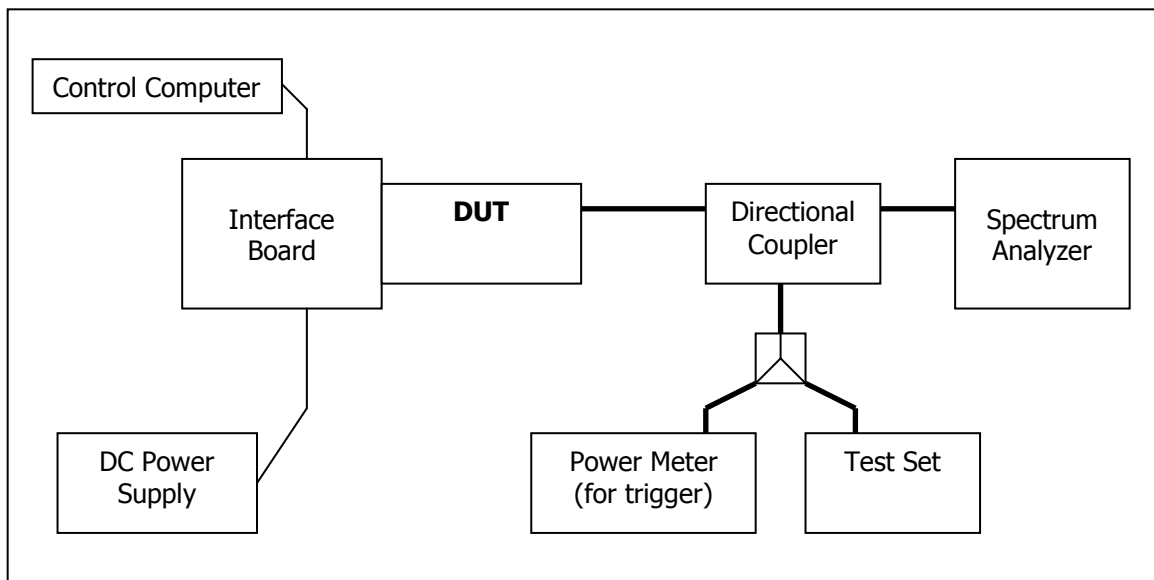 Control Computer
Interface
Board
DUT
Directional
Coupler
Spectrum
Analyzer
DC Power
Supply
Power Meter
(for trigger)
Test Set